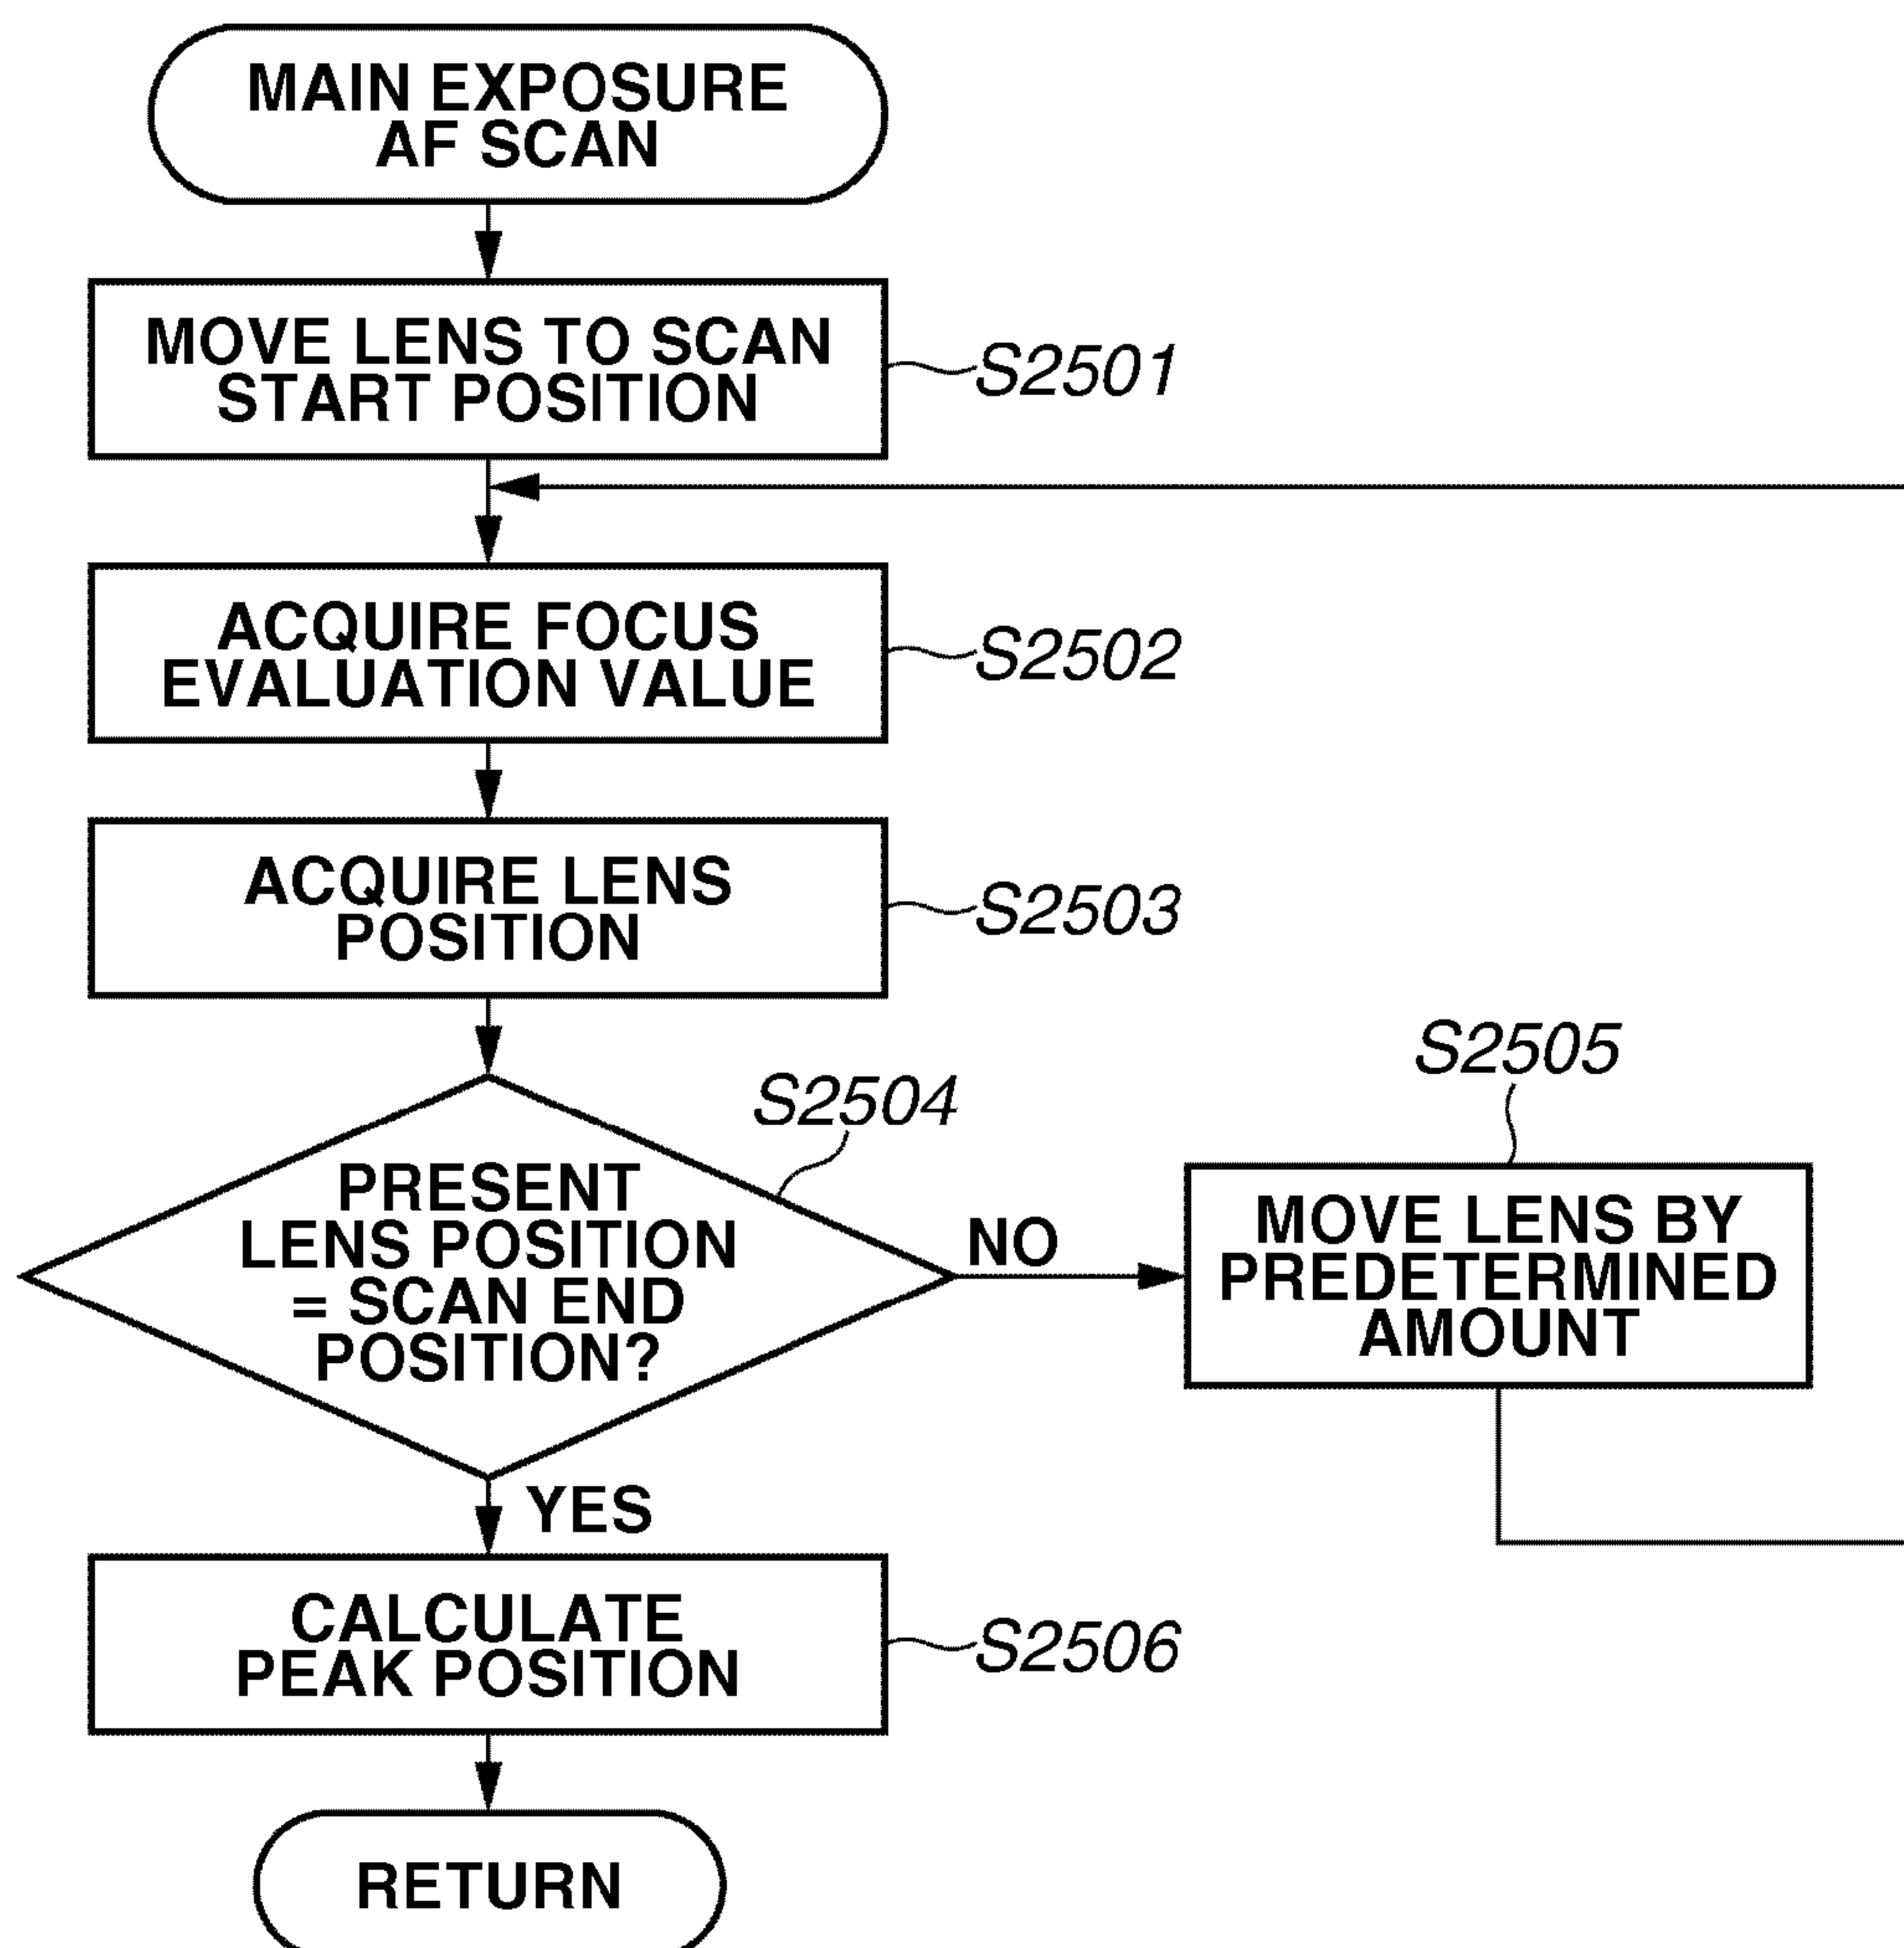 MAIN EXPOSURE
AF SCAN
MOVE LENS TO SCAN
START POSITION
S2501
ACQUIRE FOCUS
EVALUATION VALUE
S2502
ACQUIRE LENS
POSITION
S2503
S2504
PRESENT
LENS POSITION
= SCAN END
POSITION?
NO
S2505
MOVE LENS BY
PREDETERMINED
AMOUNT
YES
CALCULATE
PEAK POSITION
S2506
RETURN